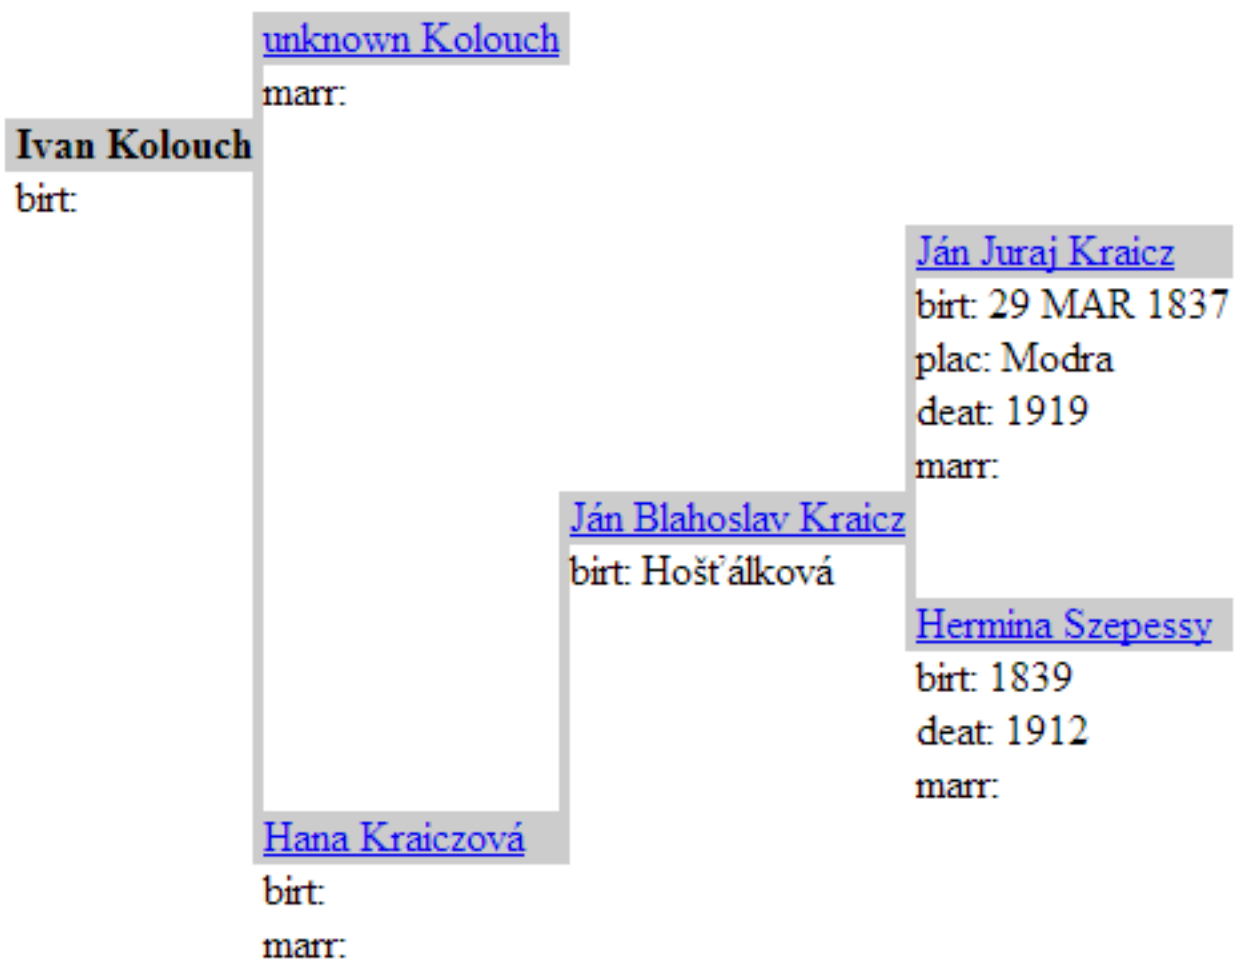 unknown Kolouch
marr:
Ivan Kolouch
birt:
Ján Juraj Kraicz
birt: 29 MAR 1837
plac: Modra
deat: 1919
marr:
Ján Blahoslav Kraicz
birt: Hošťálková
Hermina Szepessy
birt: 1839
deat: 1912
marr:
Hana Kraiczová
birt:
marr: